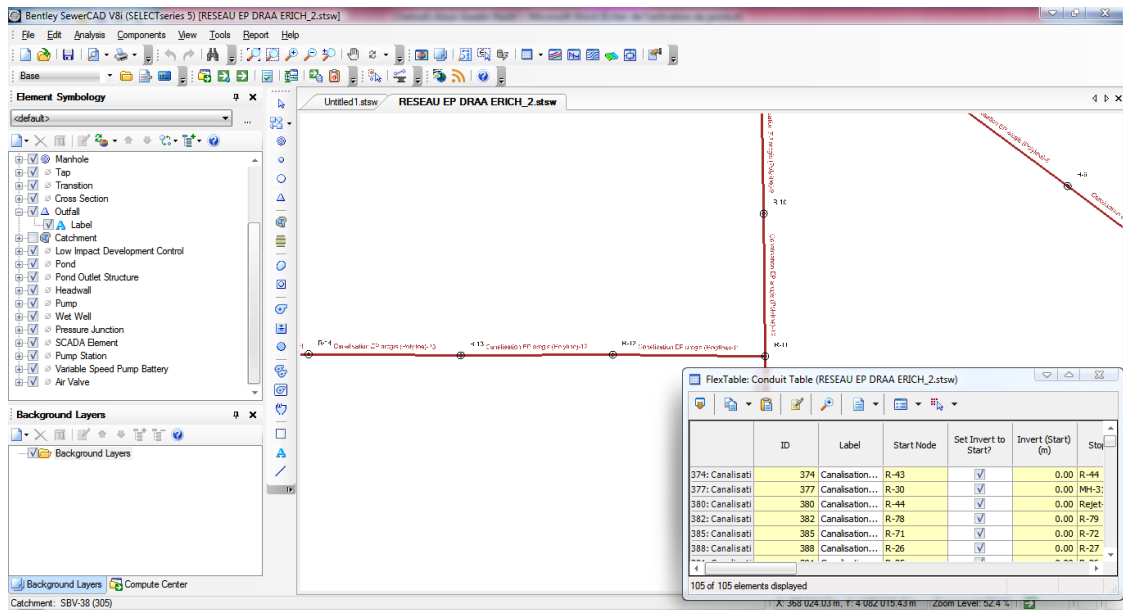 Bentley SewerCAD V8i (SELECTseries 5) [RESEAU EP DRAA ERICH_2.stsw]
File Edit Analysis Components View Tools Report Help
Base
Element Symbology
<default>
Manhole
Tap
Transition
Cross Section
Outfall
Label
Catchment
Low Impact Development Control
Pond
Pond Outlet Structure
Headwall
Pump
Wet Well
Pressure Junction
SCADA Element
Pump Station
Variable Speed Pump Battery
Air Valve
Background Layers
Background Layers
Background Layers Compute Center
Untitled1.stsw RESEAU EP DRAA ERICH_2.stsw
R-10
R-14 R-13 R-12 R-11
FlexTable: Conduit Table (RESEAU EP DRAA ERICH_2.stsw)
ID Label Start Node Set Invert to Start? Invert (Start) (m)
374: Canalisati 374 Canalisation... R-43 0.00 R-44
377: Canalisati 377 Canalisation... R-30 0.00
380: Canalisati 380 Canalisation... R-44 0.00 Rejet-
382: Canalisati 382 Canalisation... R-78 0.00 R-79
385: Canalisati 385 Canalisation... R-71 0.00 R-72
388: Canalisati 388 Canalisation... R-26 0.00 R-27
105 of 105 elements displayed
Catchment: SBV-38 (305)
X: 368 024.03 m, Y: 4 082 015.43 m Zoom Level: 52.4 %